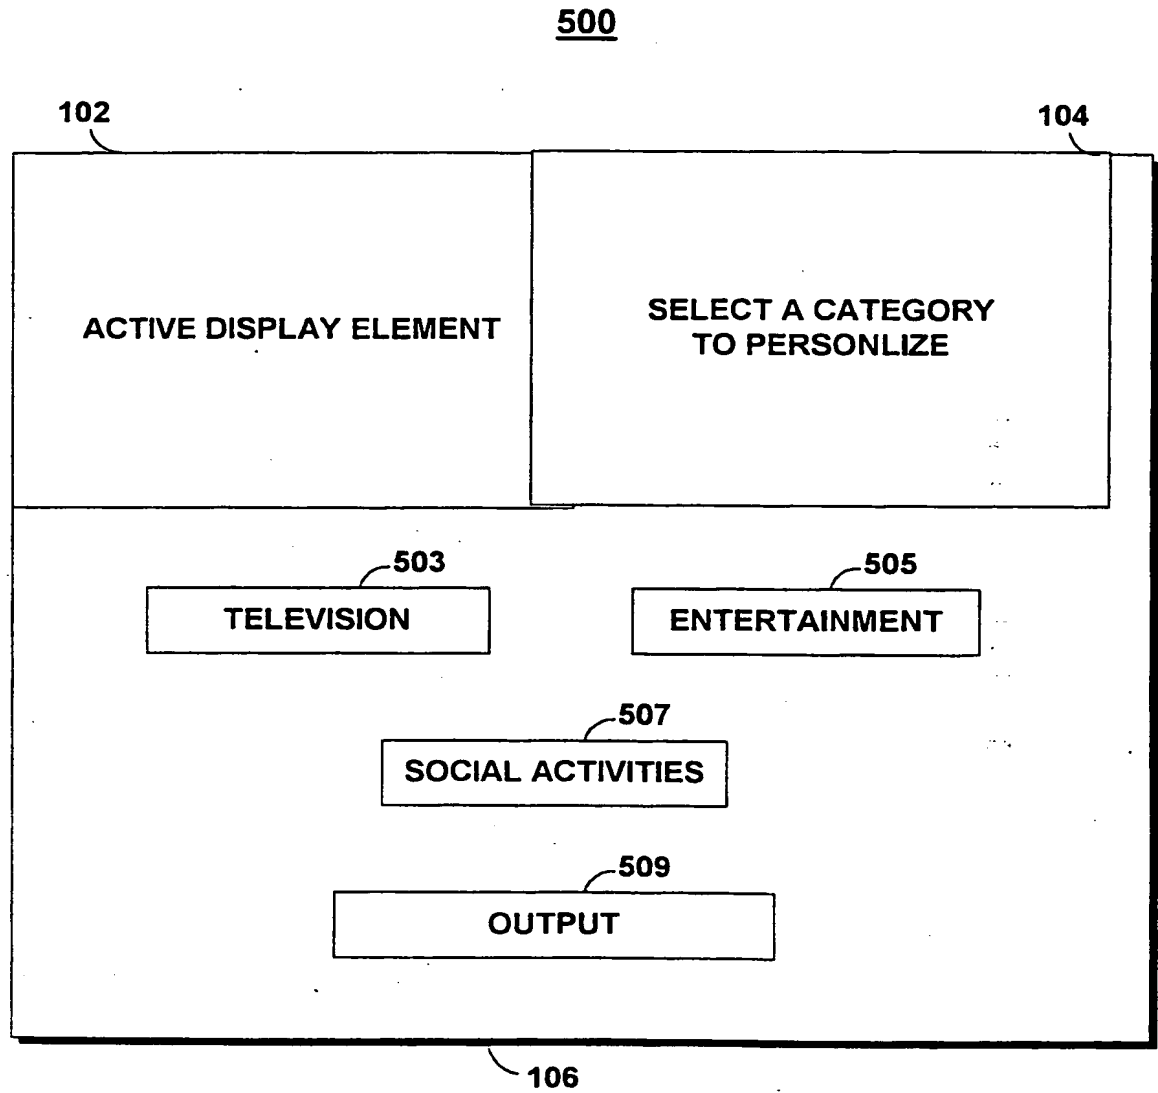 500
102
104
ACTIVE DISPLAY ELEMENT
SELECT A CATEGORY
TO PERSONLIZE
503
505
TELEVISION
ENTERTAINMENT
507
SOCIAL ACTIVITIES
509
OUTPUT
106